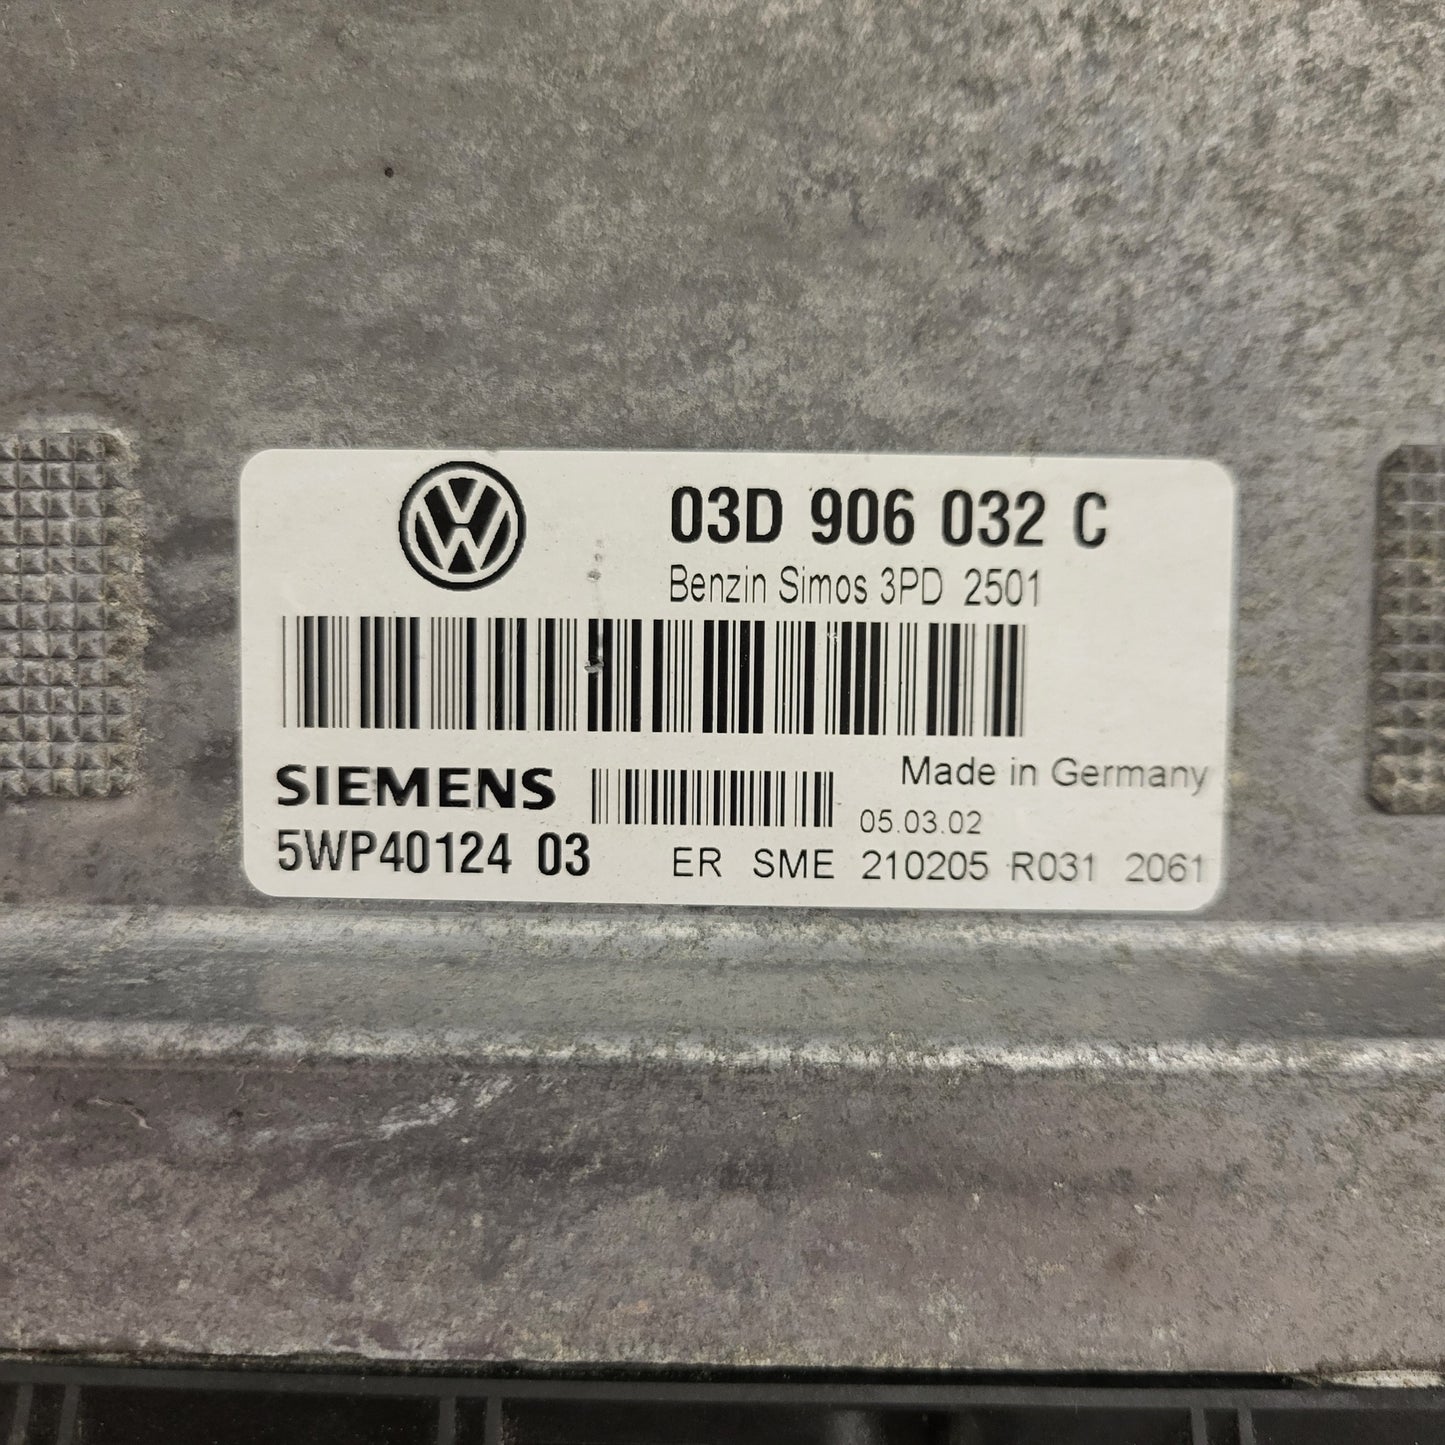 03D 906 032 C
Benzin Simos 3PD 2501
SIEMENS
Made in Germany
05.03.02
5WP40124 03
ER SME 210205 R031 2061